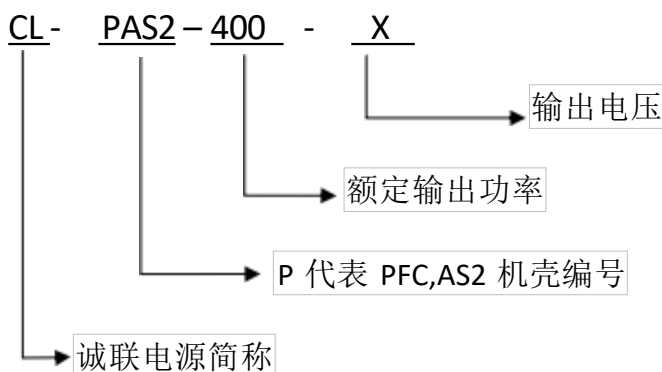 CL - PAS2 – 400 - X
输出电压
额定输出功率
P 代表 PFC,AS2 机壳编号
诚联电源简称